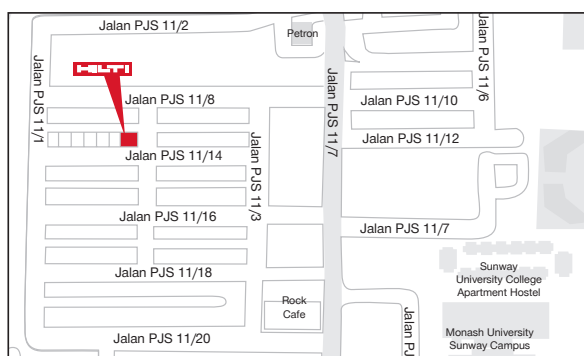 Jalan PJS 11/2
Petron
Jalan PJS 11/1
HILTI
Jalan PJS 11/8
Jalan PJS 11/7
Jalan PJS 11/6
Jalan PJS 11/10
Jalan PJS 11/12
Jalan PJS 11/14
Jalan PJS 11/3
Jalan PJS 11/16
Jalan PJS 11/7
Jalan PJS 11/18
Sunway
University College
Apartment Hostel
Rock
Cafe
Jalan PJ
Monash University
Sunway Campus
Jalan PJS 11/20